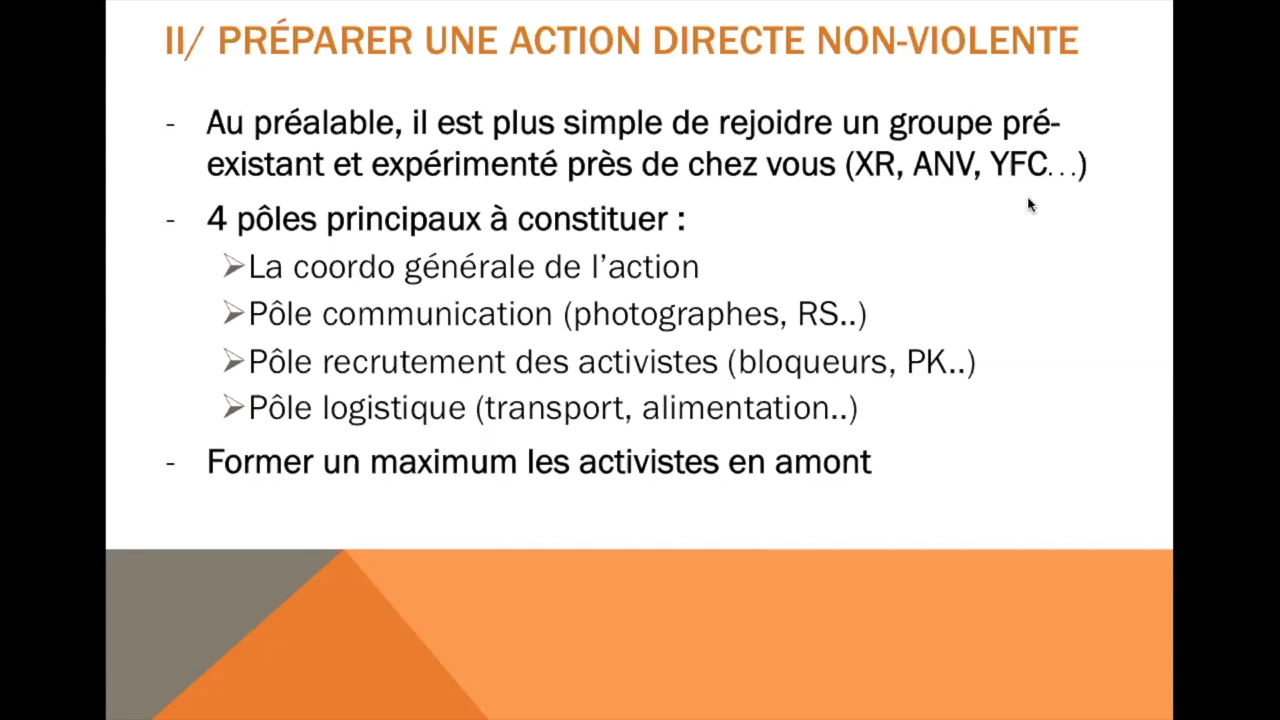 II/ PRÉPARER UNE ACTION DIRECTE NON-VIOLENTE
- Au préalable, il est plus simple de rejoidre un groupe pré-
existant et expérimenté près de chez vous (XR, ANV, YFC...)
- 4 pôles principaux à constituer :
➢La coordo générale de l’action
➢Pôle communication (photographes, RS..)
➢Pôle recrutement des activistes (bloqueurs, PK..)
➢Pôle logistique (transport, alimentation..)
- Former un maximum les activistes en amont